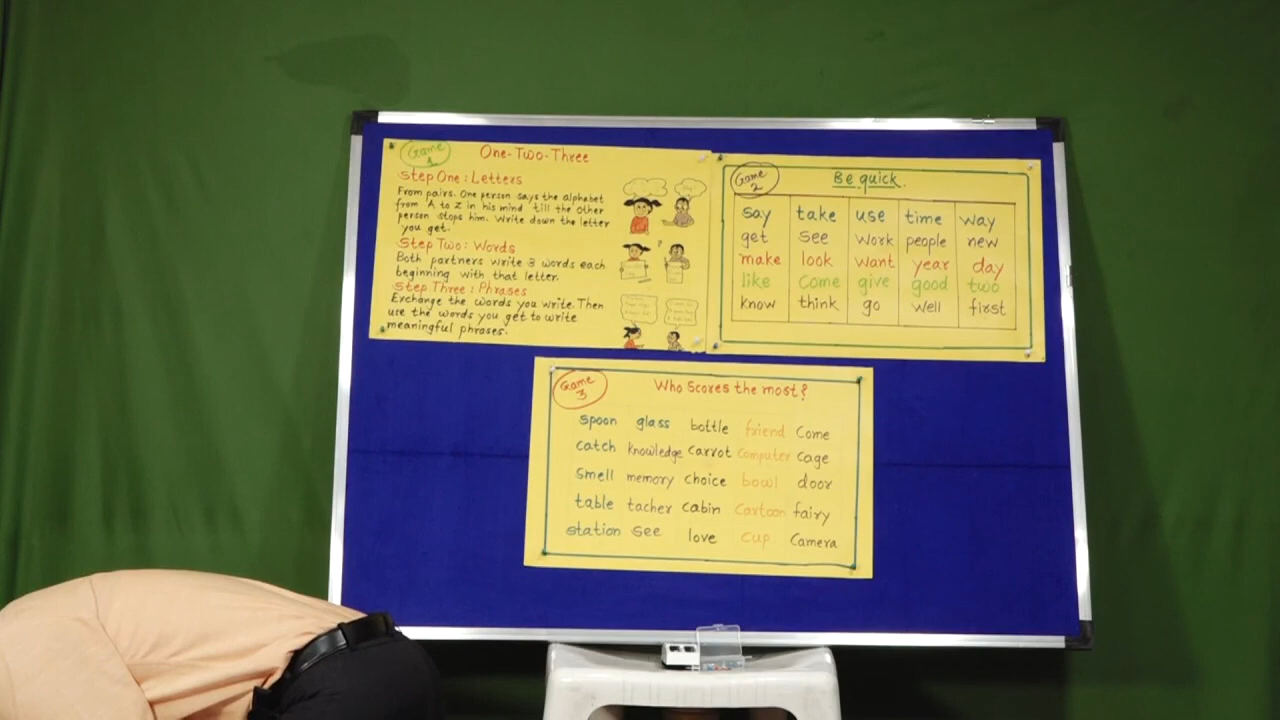 Game 1
One-Two-Three
Step One: Letters
From pairs. One person says the alphabet
from A to Z in his mind till the other
person stops him. Write down the letter
you get.
Step Two: Words
Both partners write 3 words each
beginning with that letter.
Step Three: Phrases
Exchange the words you write. Then
use the words you get to write
meaningful phrases.
Game 2
Be quick.
say take use time way
get see work people new
make look want year day
like come give good two
know think go well first
Game 3
Who Scores the most?
spoon glass bottle friend come
catch knowledge carrot computer cage
smell memory choice bowl door
table tacher cabin cartoon fairy
station see love cup camera